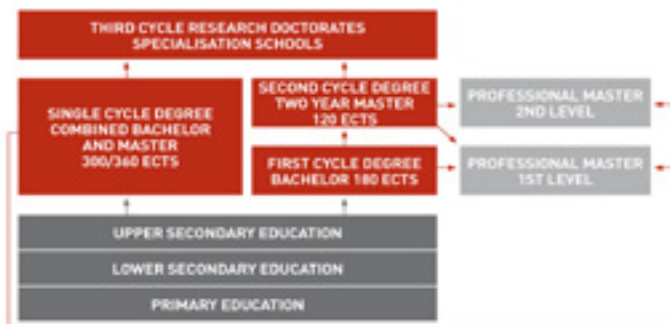 THIRD CYCLE RESEARCH DOCTORATES
SPECIALISATION SCHOOLS
SINGLE CYCLE DEGREE
COMBINED BACHELOR
AND MASTER
300/360 ECTS
SECOND CYCLE DEGREE
TWO YEAR MASTER
120 ECTS
PROFESSIONAL MASTER
2ND LEVEL
FIRST CYCLE DEGREE
BACHELOR 180 ECTS
PROFESSIONAL MASTER
1ST LEVEL
UPPER SECONDARY EDUCATION
LOWER SECONDARY EDUCATION
PRIMARY EDUCATION